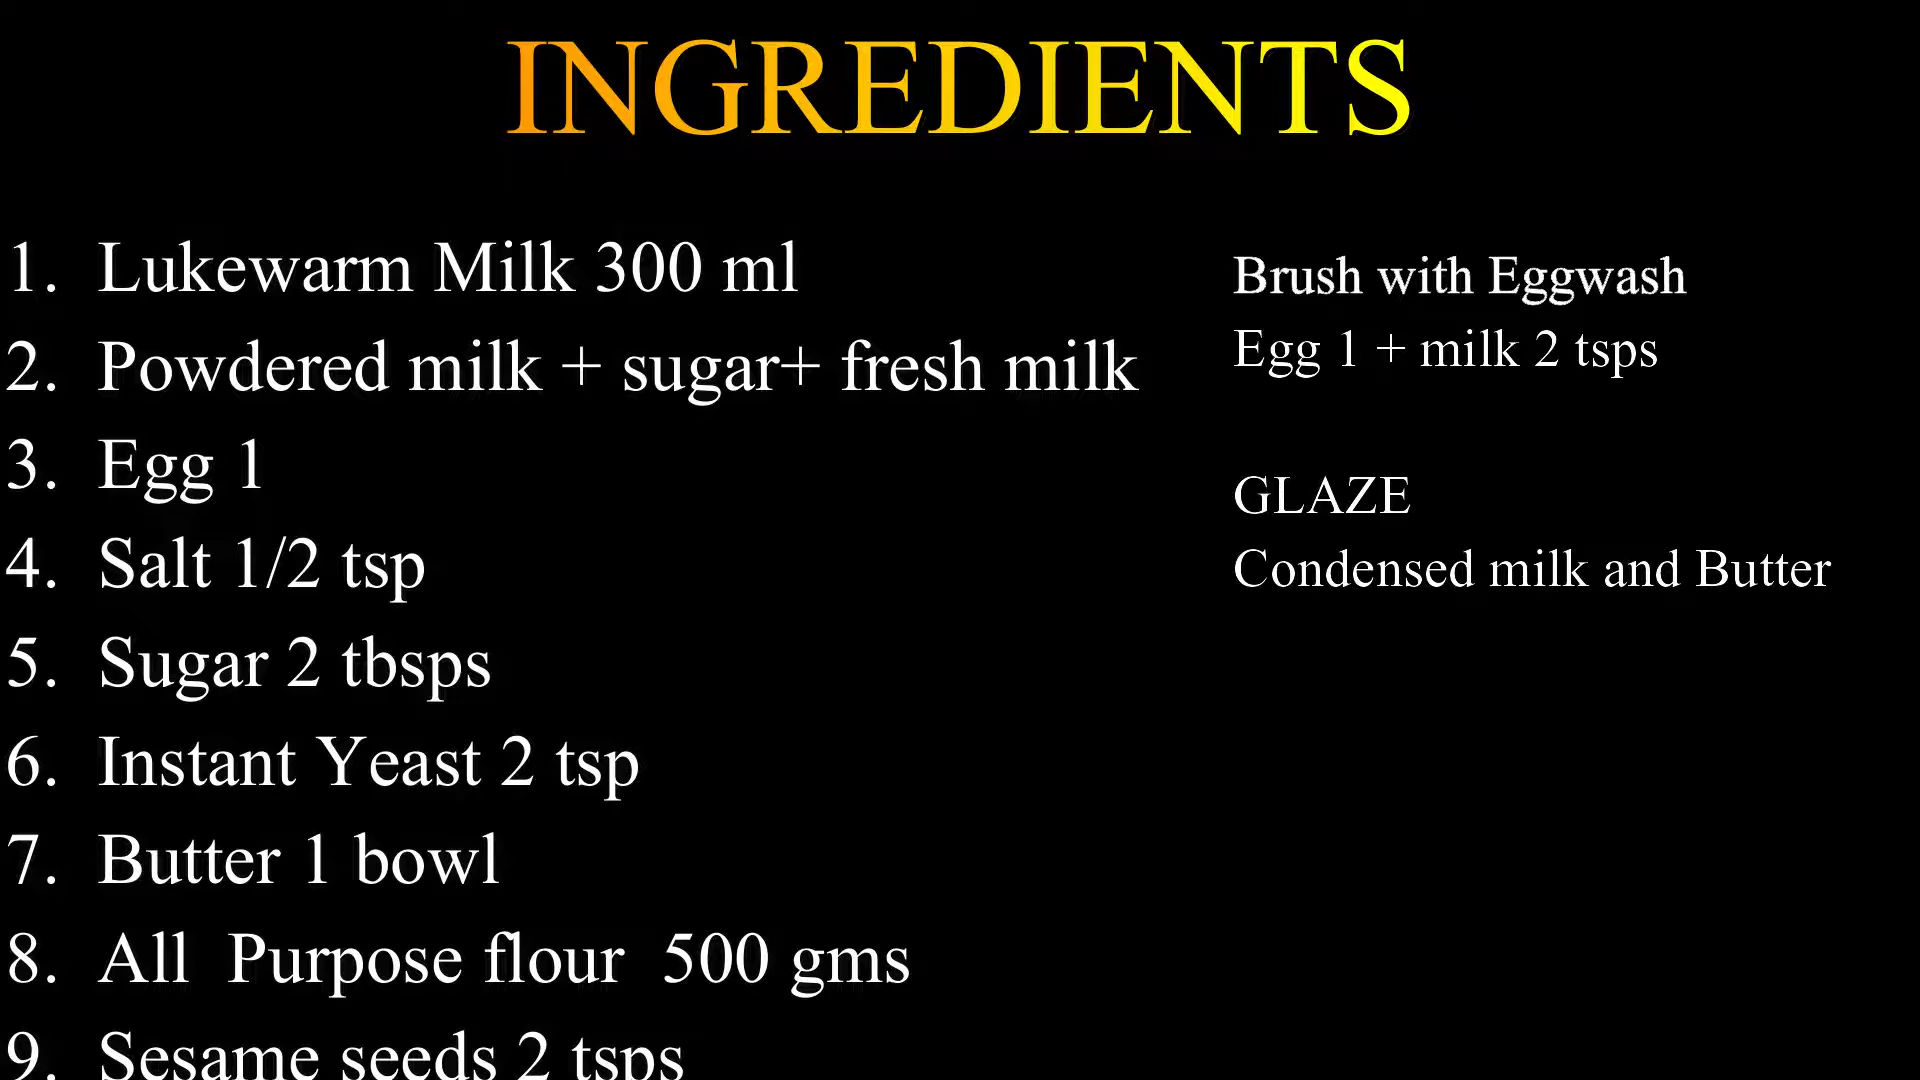 INGREDIENTS
1. Lukewarm Milk 300 ml
2. Powdered milk + sugar+ fresh milk
3. Egg 1
4. Salt 1/2 tsp
5. Sugar 2 tbsps
6. Instant Yeast 2 tsp
7. Butter 1 bowl
8. All Purpose flour 500 gms
9. Sesame seeds 2 tsps
Brush with Eggwash
Egg 1 + milk 2 tsps
GLAZE
Condensed milk and Butter